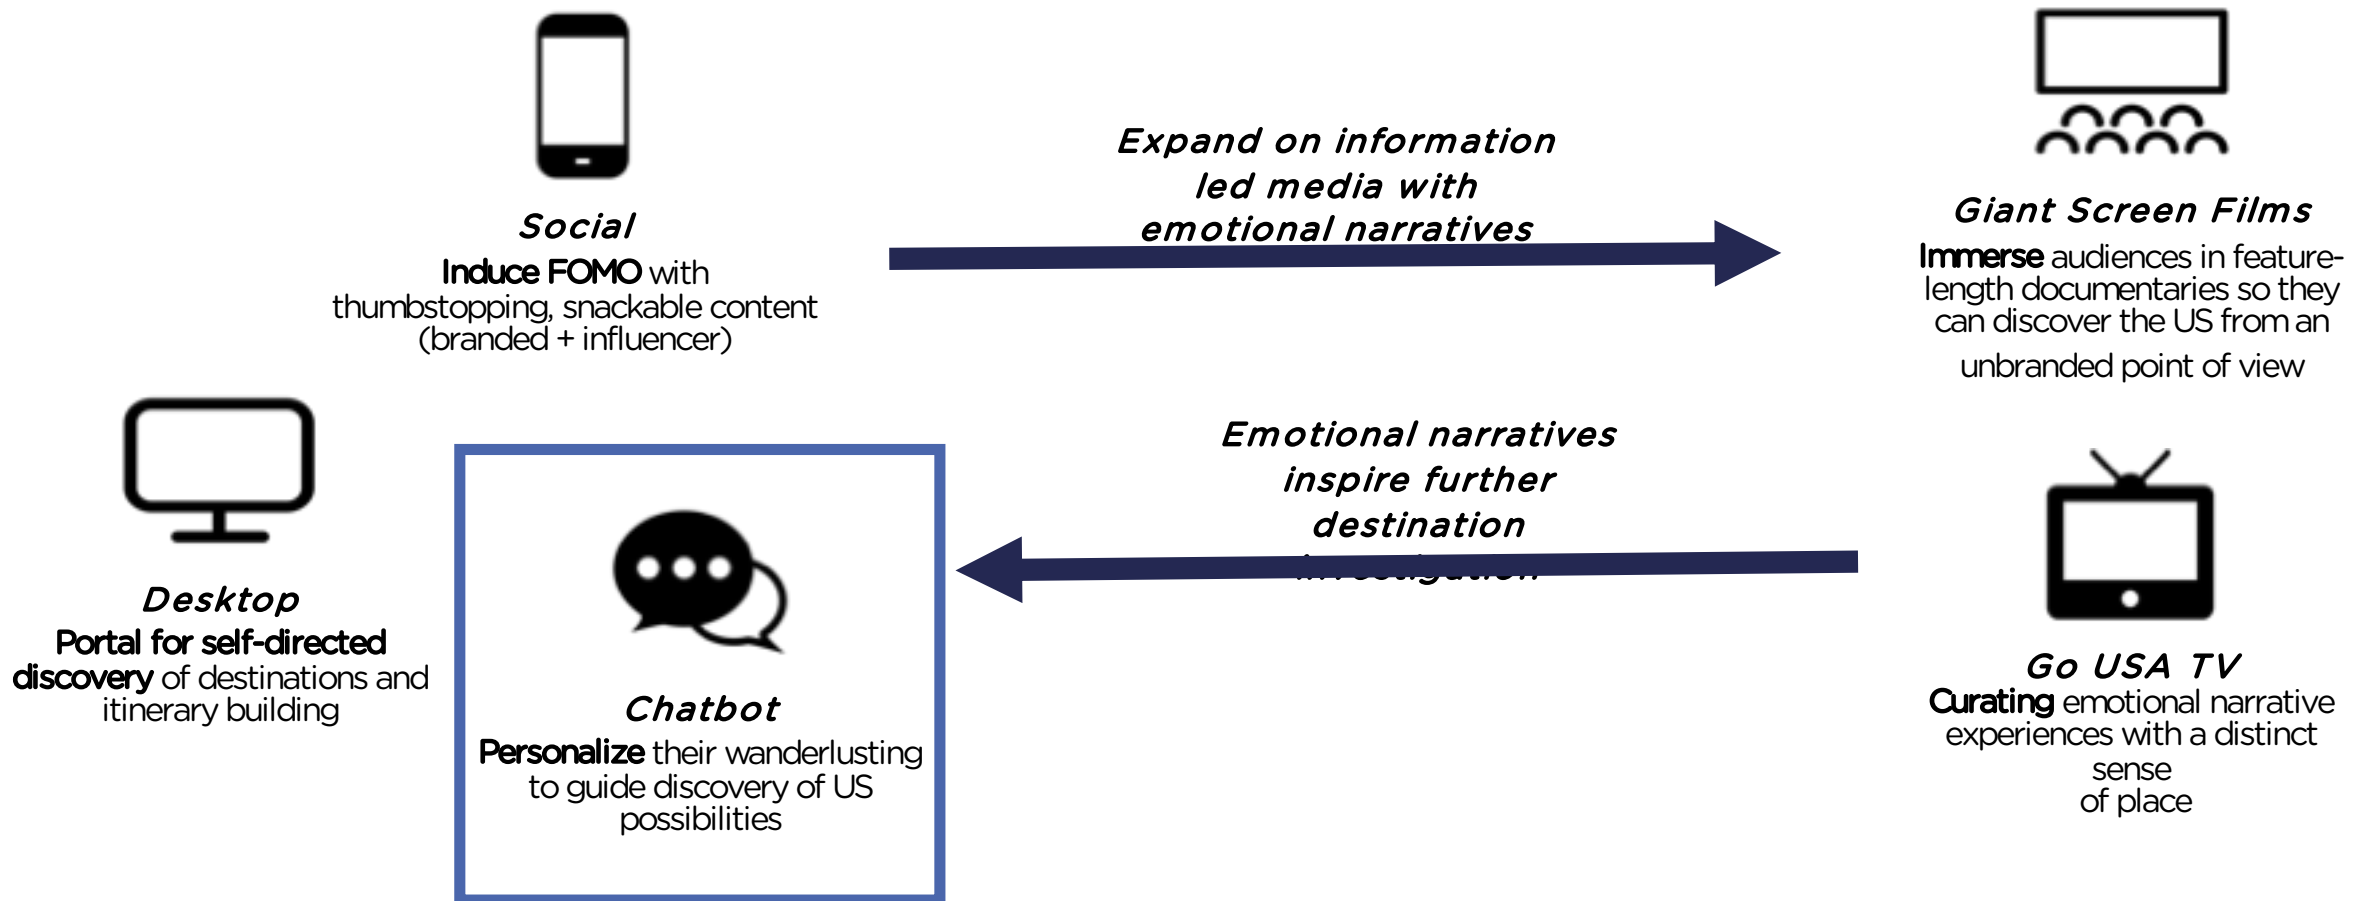 Social
Induce FOMO with
thumbstopping, snackable content
(branded + influencer)
Desktop
Portal for self-directed
discovery of destinations and
itinerary building
Chatbot
Personalize their wanderlusting
to guide discovery of US
possibilities
Expand on information
led media with
emotional narratives
Emotional narratives
inspire further
destination
investigation
Giant Screen Films
Immerse audiences in feature-
length documentaries so they
can discover the US from an
unbranded point of view
Go USA TV
Curating emotional narrative
experiences with a distinct
sense
of place